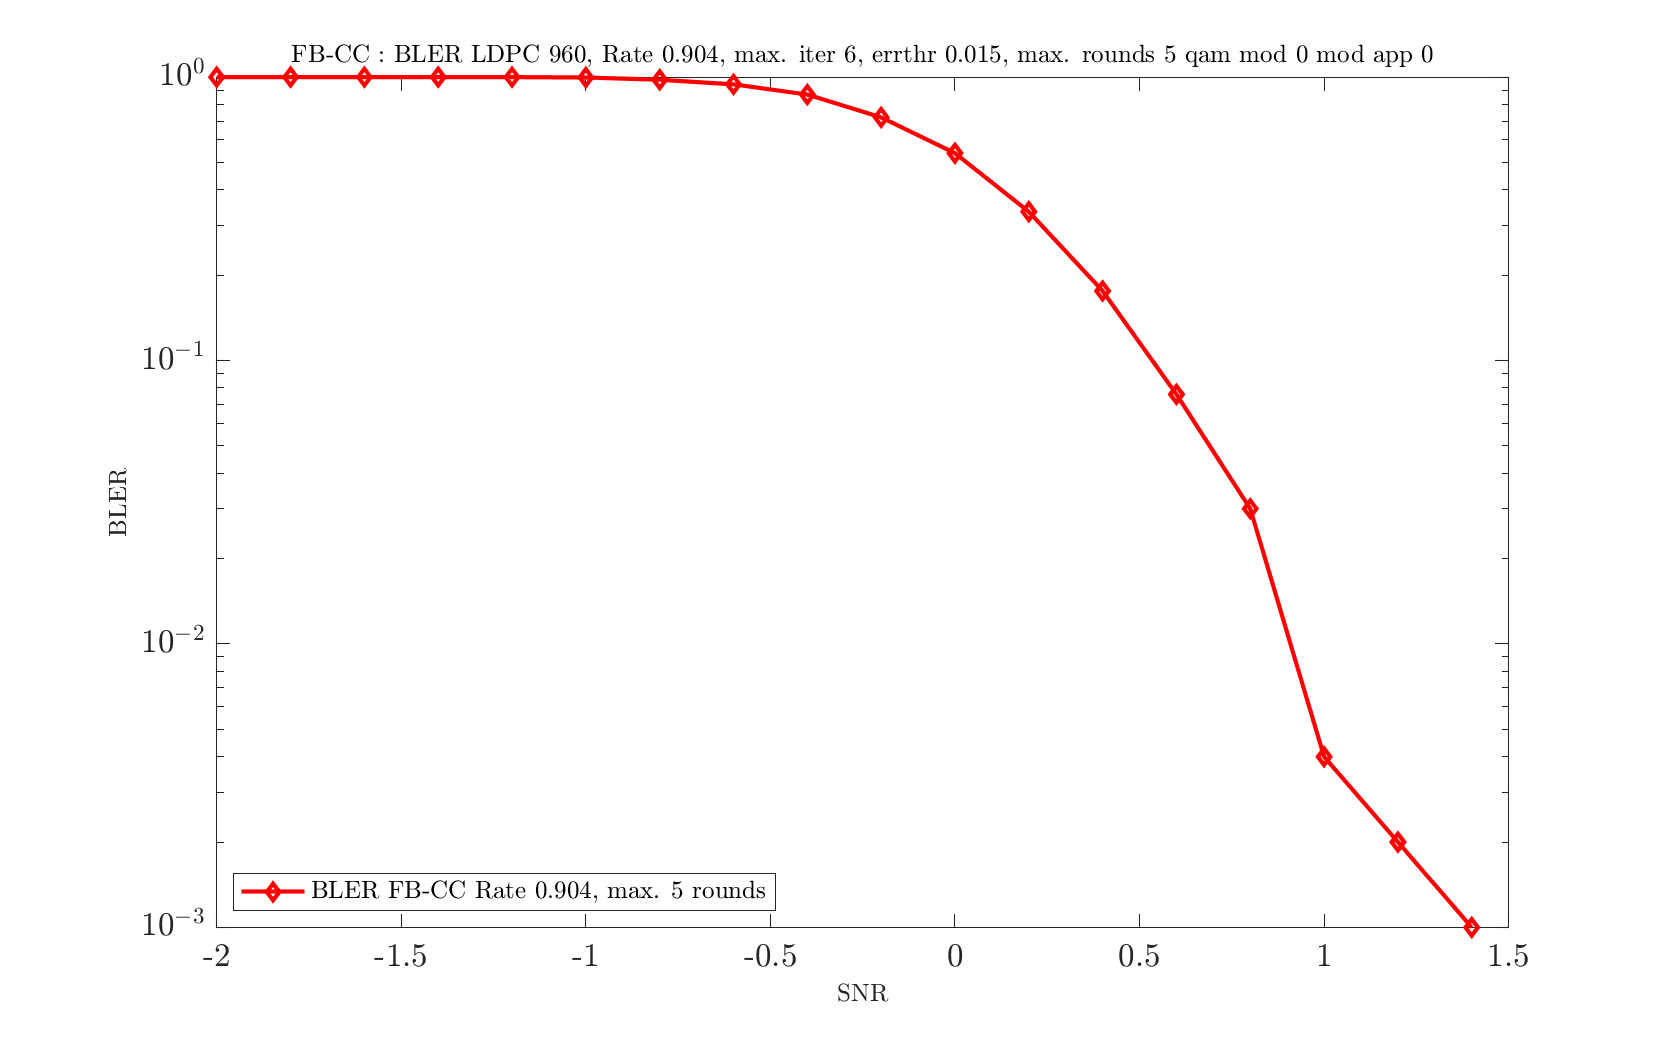 FB-CC : BLER LDPC 960, Rate 0.904, max. iter 6, errthr 0.015, max. rounds 5 qam mod 0 mod app 0
10^0
10^{-1}
10^{-2}
10^{-3}
BLER
BLER FB-CC Rate 0.904, max. 5 rounds
-2 -1.5 -1 -0.5 0 0.5 1 1.5
SNR